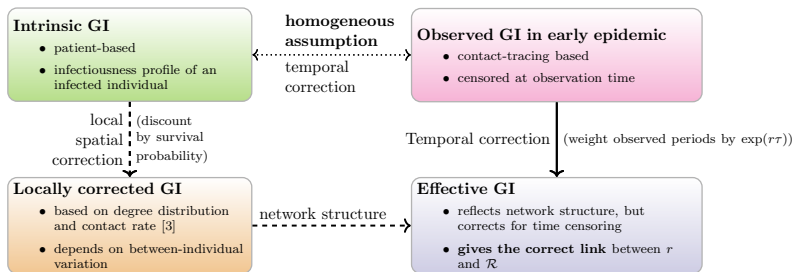 Intrinsic GI
• patient-based
• infectiousness profile of an
infected individual
homogeneous
assumption
temporal
correction
Observed GI in early epidemic
• contact-tracing based
• censored at observation time
local
spatial
correction
(discount
by survival
probability)
Temporal correction
(weight observed periods by exp(rτ))
Locally corrected GI
• based on degree distribution
and contact rate [3]
• depends on between-individual
variation
network structure
Effective GI
• reflects network structure, but
corrects for time censoring
• gives the correct link between r
and ℛ